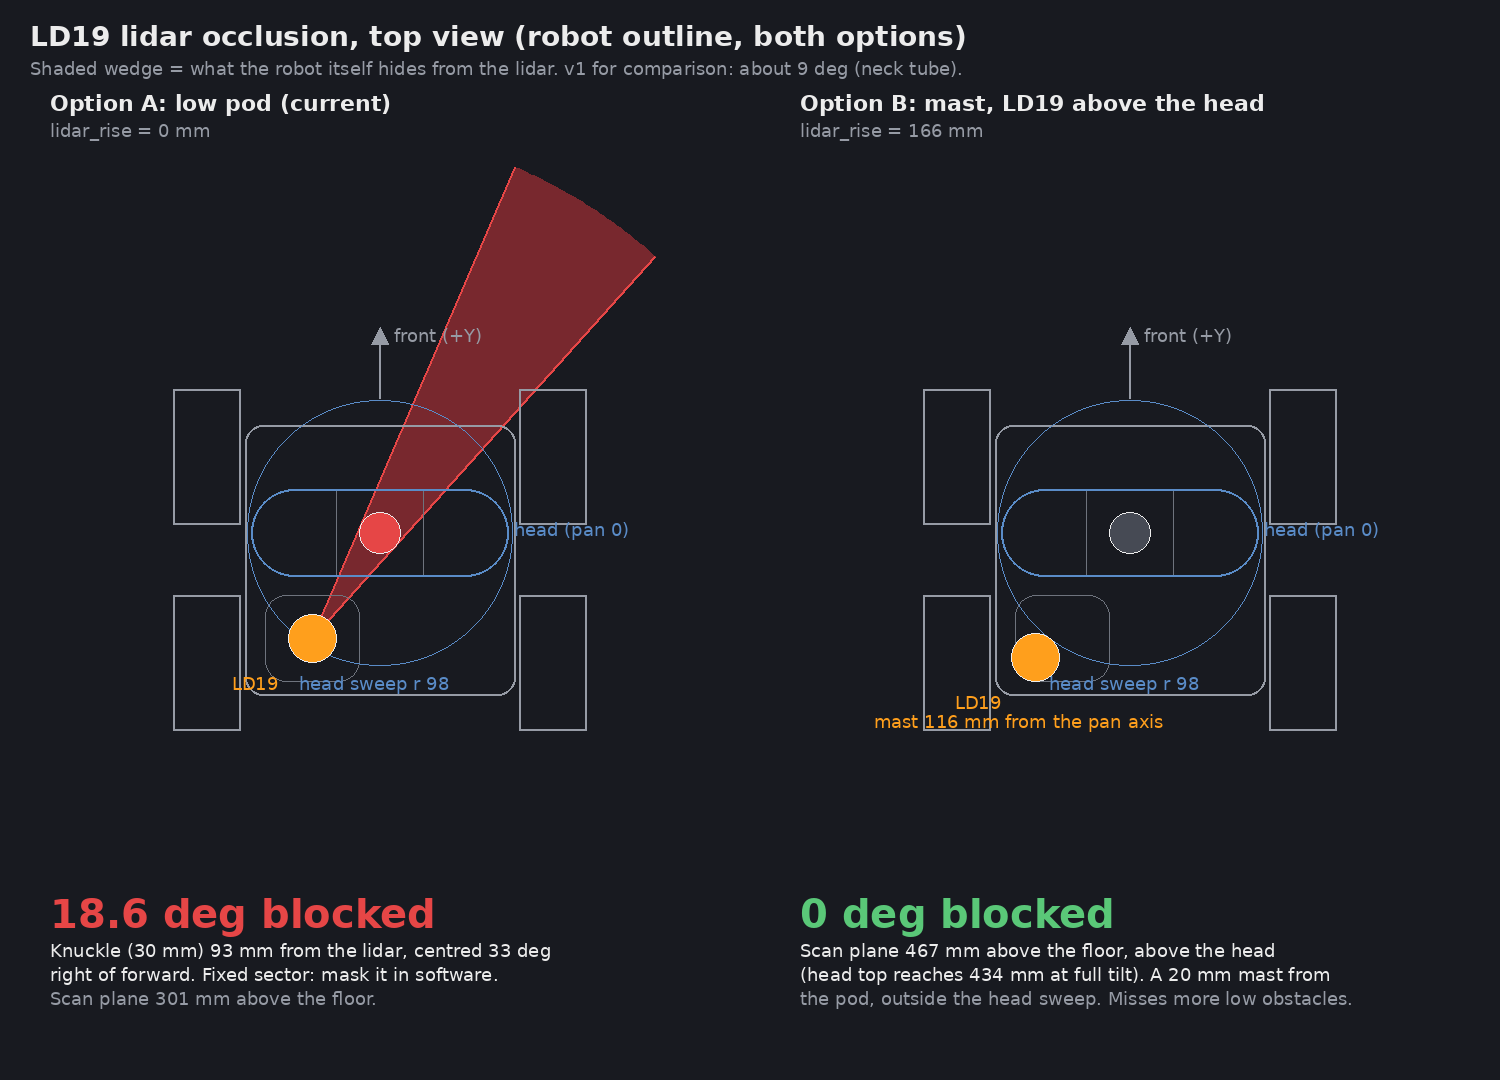 LD19 lidar occlusion, top view (robot outline, both options)
Shaded wedge = what the robot itself hides from the lidar. v1 for comparison: about 9 deg (neck tube).
Option A: low pod (current)
lidar_rise = 0 mm
front (+Y)
head (pan 0)
LD19
head sweep r 98
18.6 deg blocked
Knuckle (30 mm) 93 mm from the lidar, centred 33 deg
right of forward. Fixed sector: mask it in software.
Scan plane 301 mm above the floor.
Option B: mast, LD19 above the head
lidar_rise = 166 mm
front (+Y)
head (pan 0)
head sweep r 98
LD19
mast 116 mm from the pan axis
0 deg blocked
Scan plane 467 mm above the floor, above the head
(head top reaches 434 mm at full tilt). A 20 mm mast from
the pod, outside the head sweep. Misses more low obstacles.